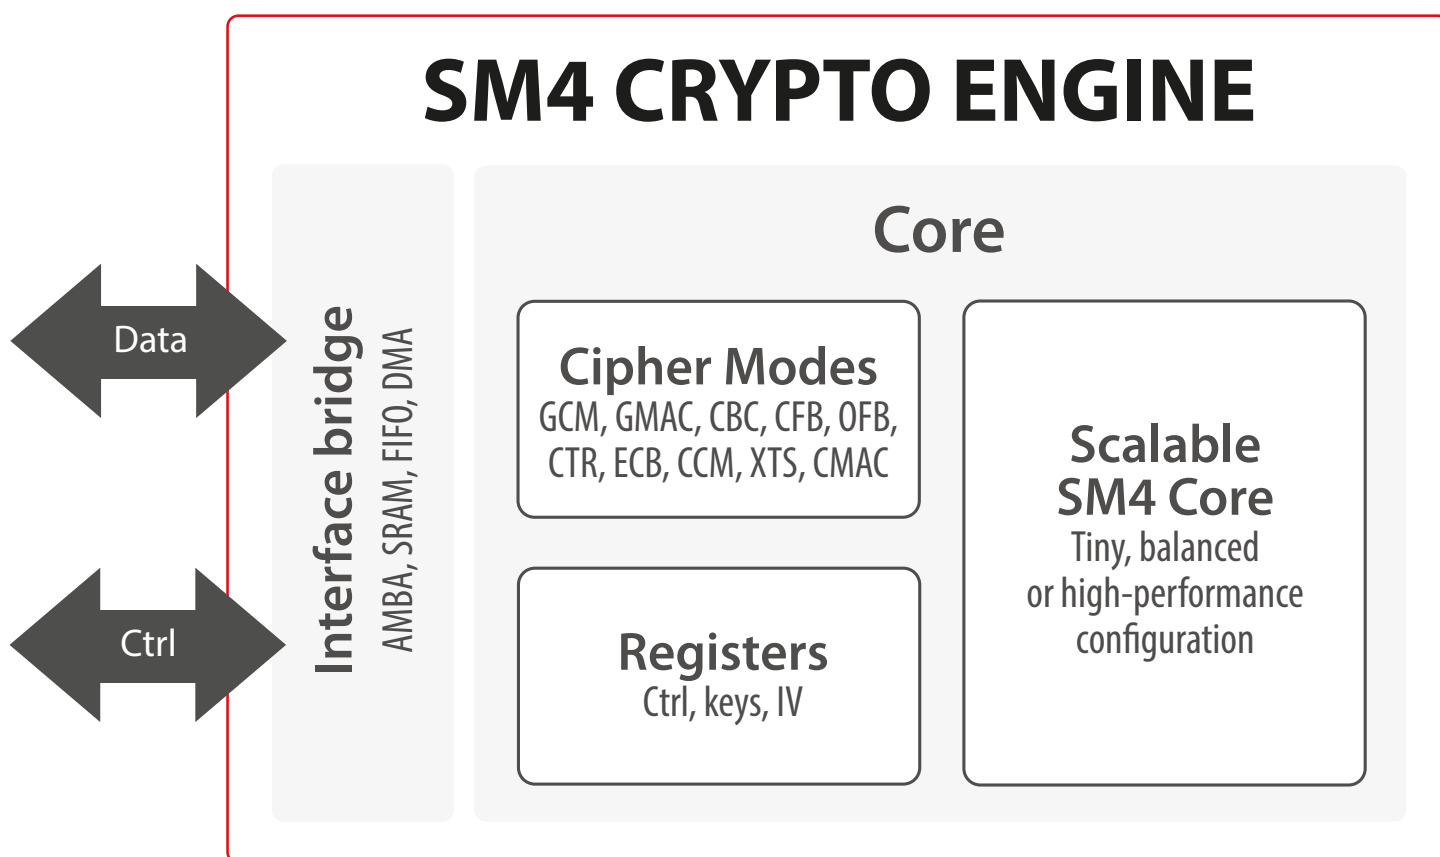 SM4 CRYPTO ENGINE
Data
Ctrl
Interface bridge
AMBA, SRAM, FIFO, DMA
Core
Cipher Modes
GCM, GMAC, CBC, CFB, OFB,
CTR, ECB, CCM, XTS, CMAC
Registers
Ctrl, keys, IV
Scalable
SM4 Core
Tiny, balanced
or high-performance
configuration